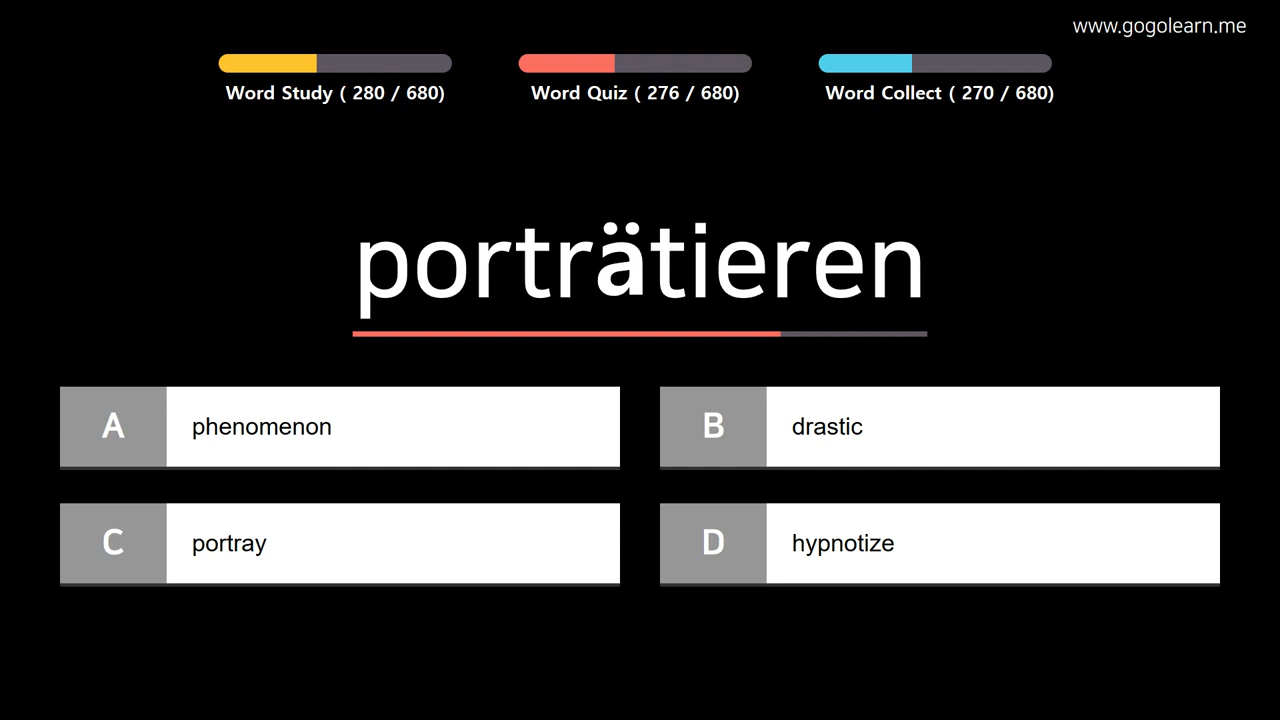 www.gogolearn.me
Word Study ( 280 / 680)
Word Quiz ( 276 / 680)
Word Collect ( 270 / 680)
porträtieren
A phenomenon
B drastic
C portray
D hypnotize